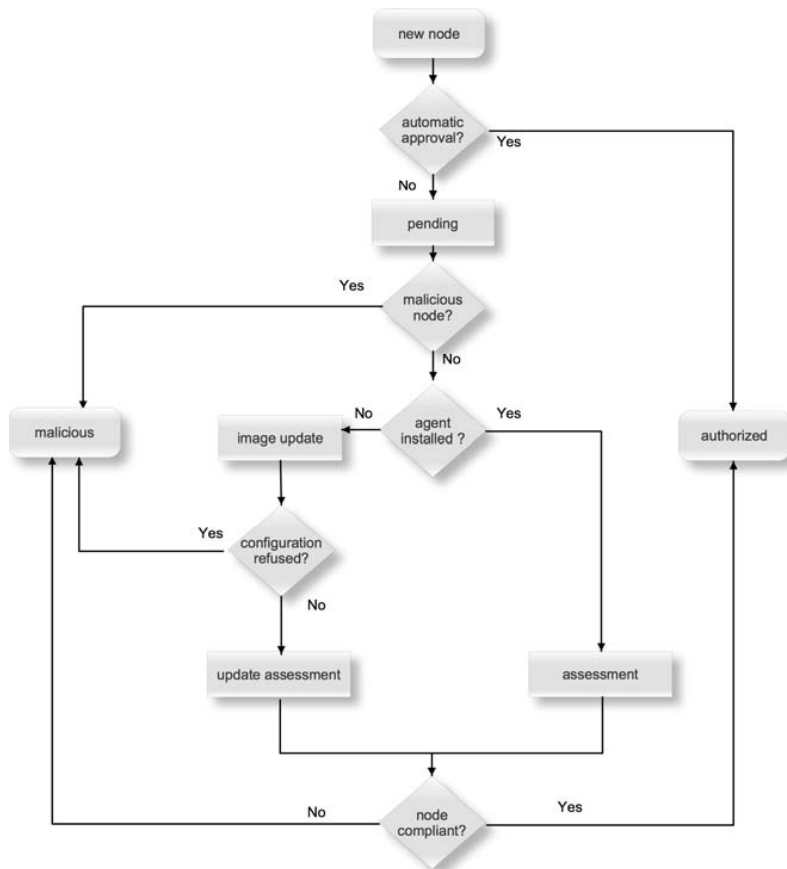 new node
automatic
approval?
Yes
No
pending
Yes
malicious
node?
No
malicious
image update
No
agent
installed ?
Yes
authorized
Yes
configuration
refused?
No
update assessment
assessment
No
node
compliant?
Yes